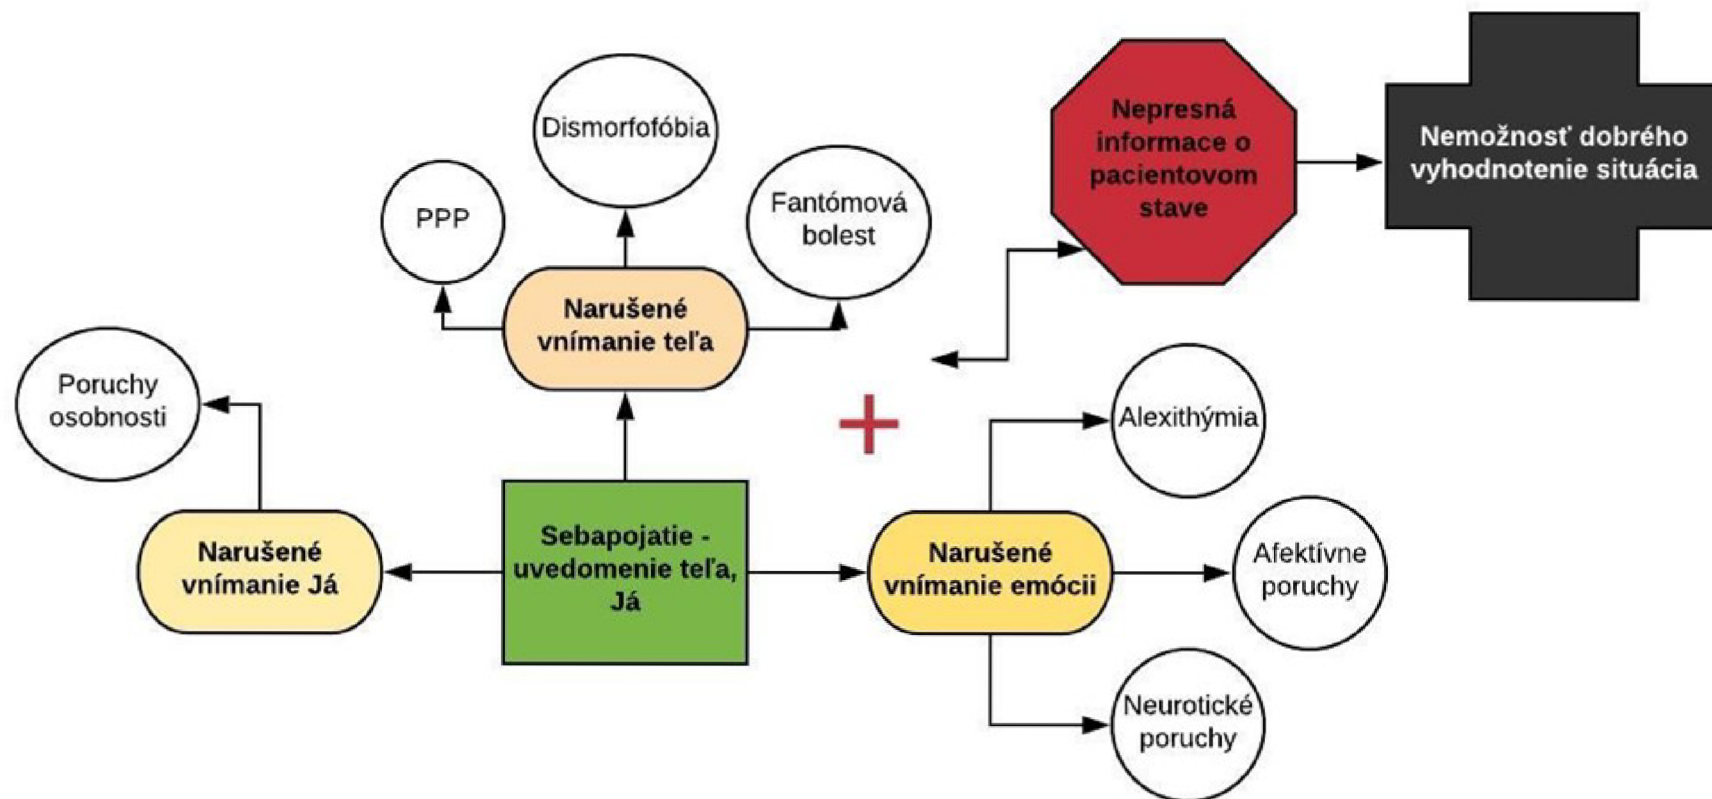 Dismorfofóbia
PPP
Fantómová
bolest
Nepresná
informace o
pacientovom
stave
Nemožnosť dobrého
vyhodnotenie situácia
Narušené
vnímanie teľa
Poruchy
osobnosti
+
Alexithýmia
Narušené
vnímanie Já
Sebapojatie -
uvedomenie teľa,
Já
Narušené
vnímanie emócii
Afektívne
poruchy
Neurotické
poruchy